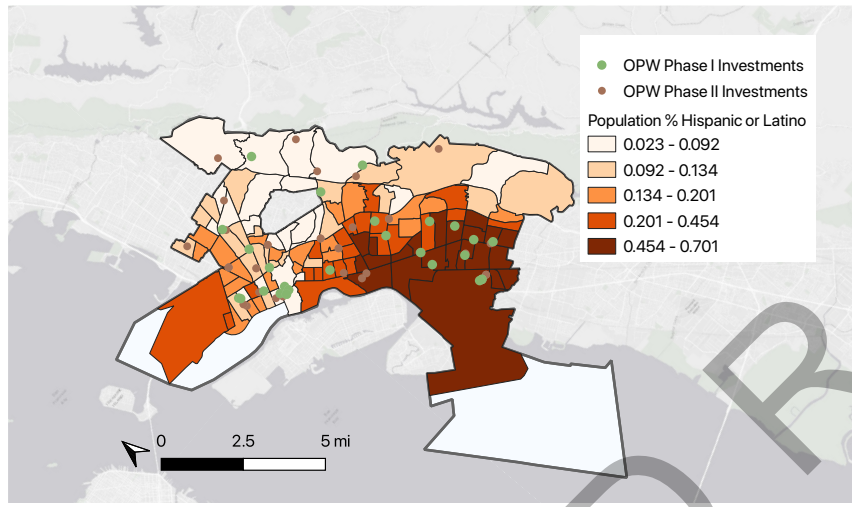 OPW Phase I Investments
OPW Phase II Investments
Population % Hispanic or Latino
0.023 - 0.092
0.092 - 0.134
0.134 - 0.201
0.201 - 0.454
0.454 - 0.701
0 2.5 5 mi
O R